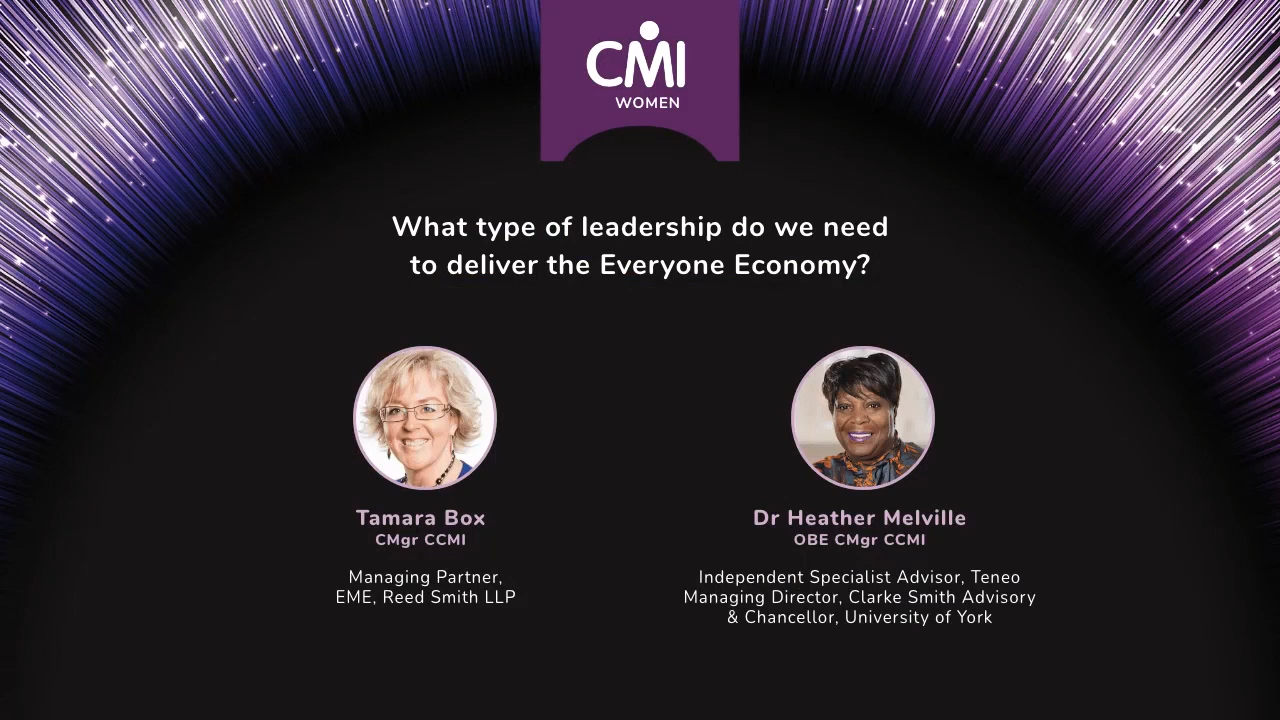 CMI
WOMEN
What type of leadership do we need
to deliver the Everyone Economy?
Tamara Box
CMgr CCMI
Managing Partner,
EME, Reed Smith LLP
Dr Heather Melville
OBE CMgr CCMI
Independent Specialist Advisor, Teneo
Managing Director, Clarke Smith Advisory
& Chancellor, University of York